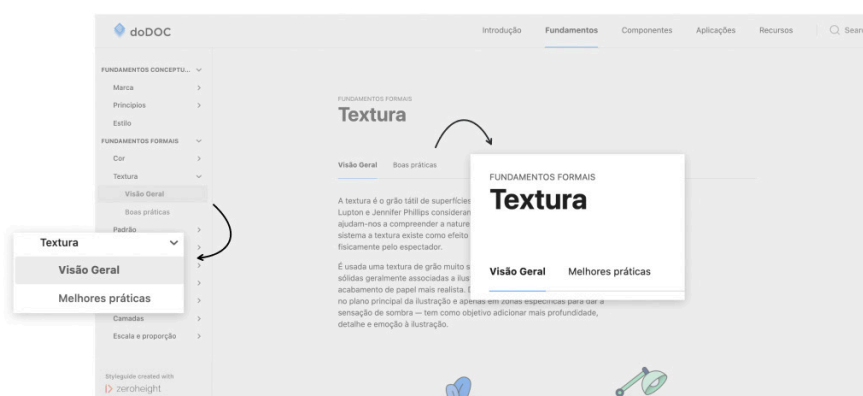 doDOC
Introdução
Fundamentos
Componentes
Aplicações
Recursos
Sear
FUNDAMENTOS CONCEPTU...
Marca
Princípios
Estilo
FUNDAMENTOS FORMAIS
Cor
Textura
Visão Geral
Boas práticas
Padrão
Textura
Visão Geral
Melhores práticas
Camadas
Escala e proporção
Styleguide created with
zeroheight
FUNDAMENTOS FORMAIS
Textura
Visão Geral
Boas práticas
A textura é o grão tátil de superfícies
Lupton e Jennifer Phillips consideran
ajudam-nos a compreender a nature
sistema a textura existe como efeito
fisicamente pelo espectador.
É usada uma textura de grão muito s
sólidas geralmente associadas a ilus
acabamento de papel mais realista.
no plano principal da ilustração e apenas em zonas específicas para dar a
sensação de sombra — tem como objetivo adicionar mais profundidade,
detalhe e emoção à ilustração.
FUNDAMENTOS FORMAIS
Textura
Visão Geral
Melhores práticas